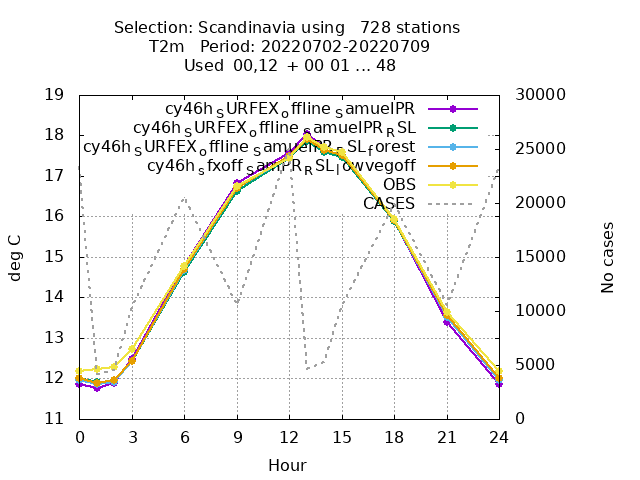 Selection: Scandinavia using   728 stations
T2m   Period: 20220702-20220709
Used  00,12  + 00 01 ... 48
19
18
17
16
15
14
13
12
11
deg C
30000
25000
20000
15000
10000
5000
0
No cases
cy46h_SURFEX_offline_SamuelPR
cy46h_SURFEX_offline_SamuelPR_RSL
cy46h_SURFEX_offline_SamuelPR_RSL_forest
cy46h_sfxoff_SamPR_RSL_lowvegoff
OBS
CASES
0 3 6 9 12 15 18 21 24
Hour